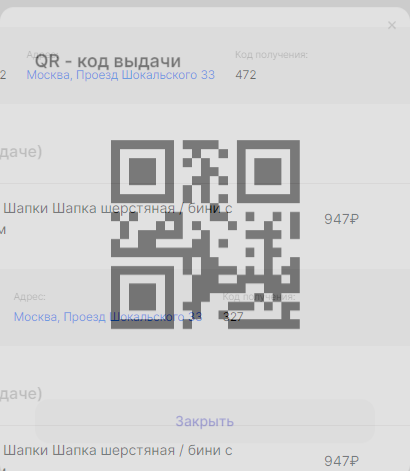 ×
Адрес: Код получения:
QR - код выдачи
2 Москва, Проезд Шокальского 33 472
даче)
Шапки Шапка шерстяная / бини с 947₽
м
Адрес: Код получения:
Москва, Проезд Шокальского 33 327
даче)
Закрыть
Шапки Шапка шерстяная / бини с
947₽